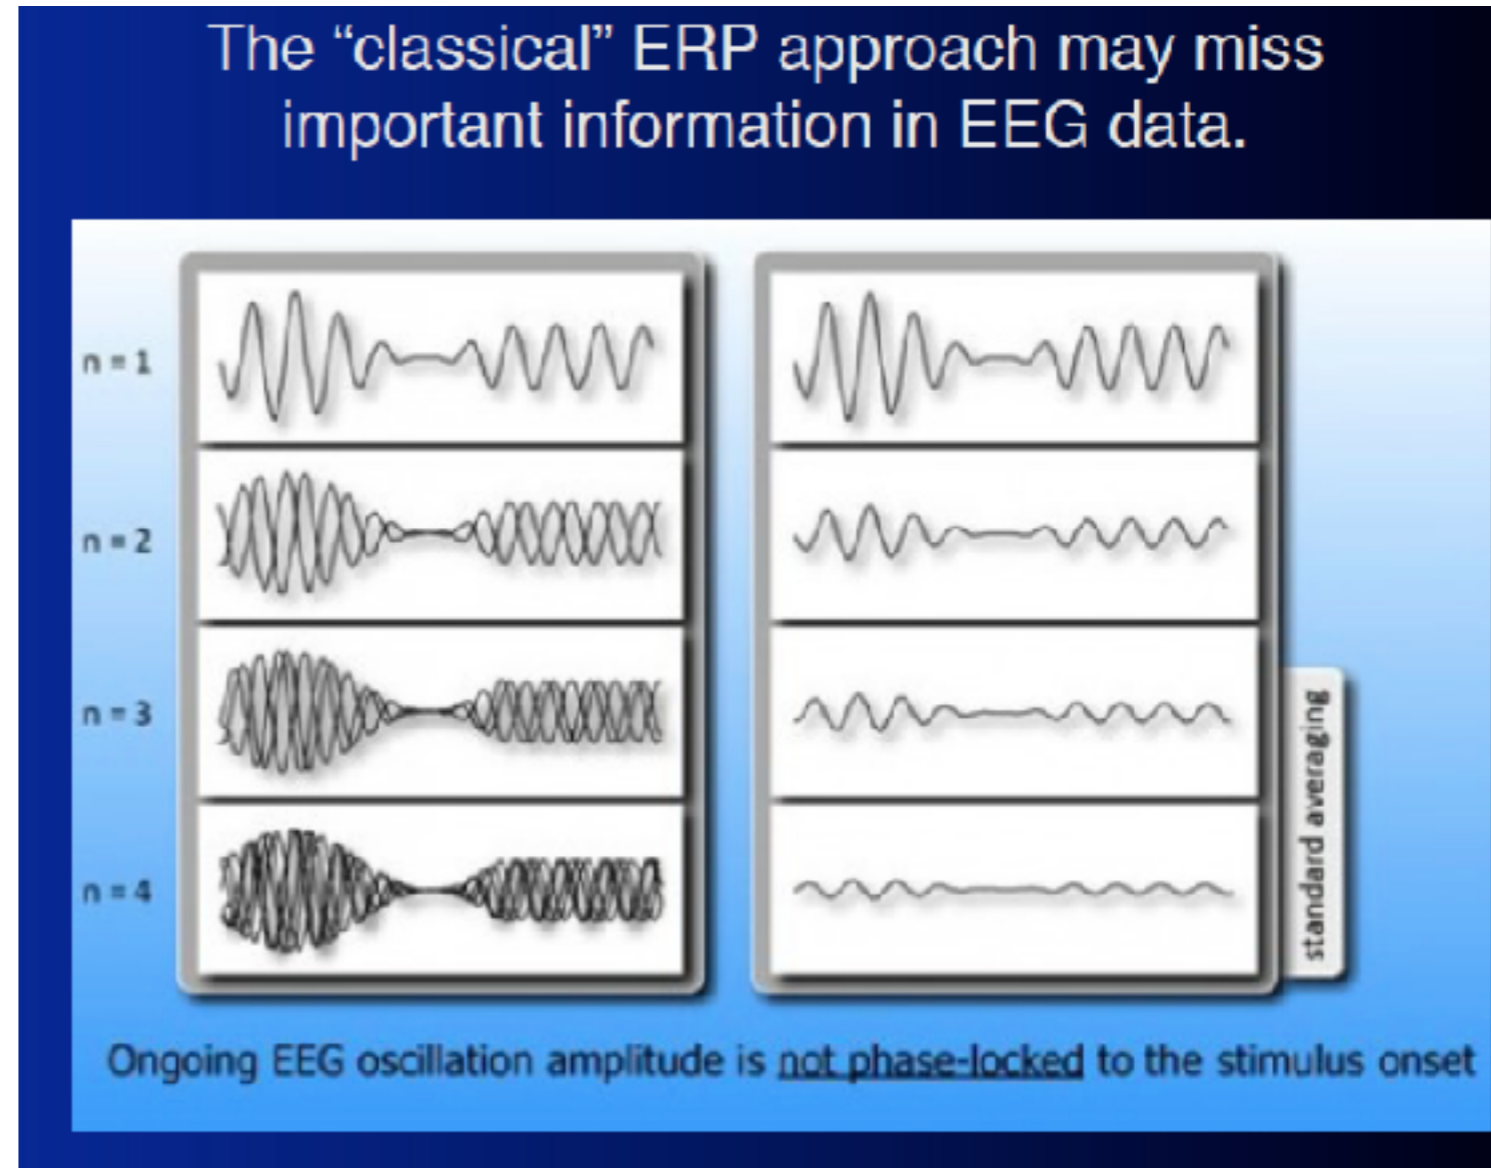 The “classical” ERP approach may miss
important information in EEG data.
n = 1
n = 2
n = 3
n = 4
standard averaging
Ongoing EEG oscillation amplitude is not phase-locked to the stimulus onset